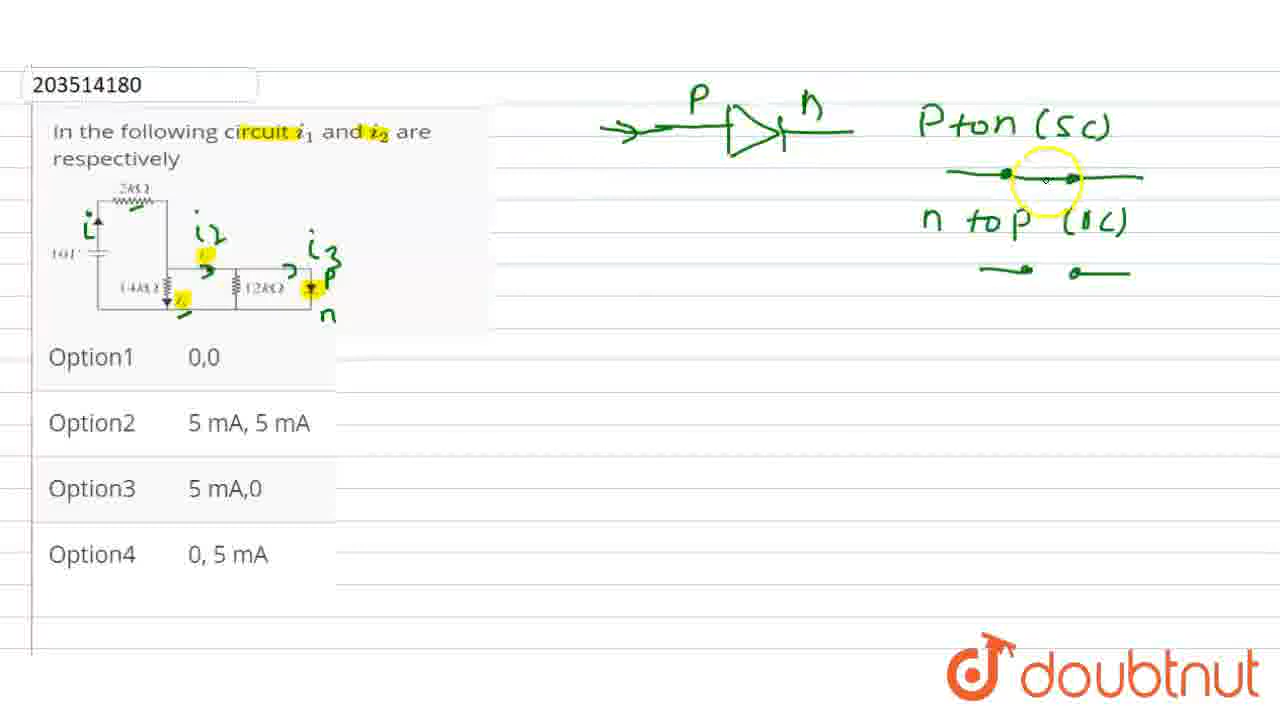 203514180
In the following circuit i₁ and i₂ are
respectively
2kΩ
i
i2
i3
14kΩ
12kΩ
P
n
Option1 0,0
Option2 5 mA, 5 mA
Option3 5 mA,0
Option4 0, 5 mA
P n
P to n (SC)
n to p (OC)
doubtnut